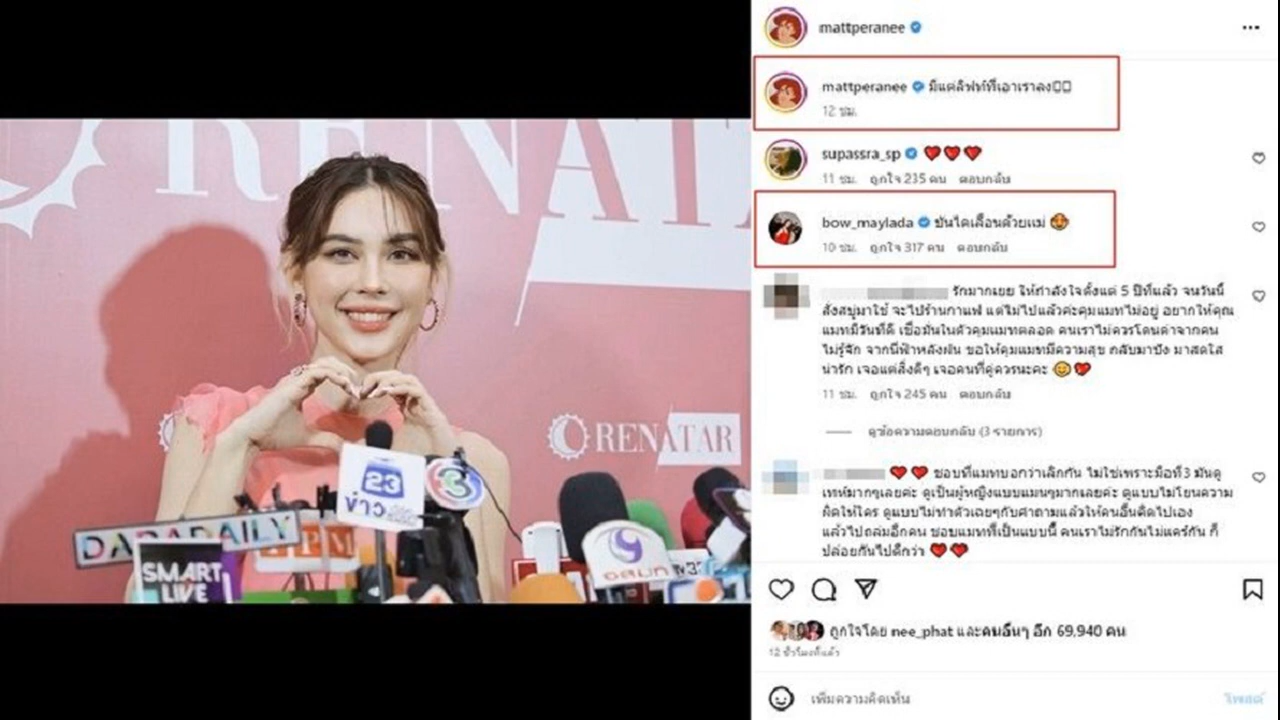 RENATAR
RENATAR
23
ข่าว
3
DARADAILY
SMART
LIVE
mattperanee
mattperanee มีแต่ลิฟท์ที่เอาเราลง
12 ชม.
supassra_sp ❤️❤️❤️
11 ชม. ถูกใจ 235 คน ตอบกลับ
bow_maylada บันไดเลื่อนด้วยแม่ 🤩
10 ชม. ถูกใจ 317 คน ตอบกลับ
รักมากเยย ให้กำลังใจตั้งแต่ 5 ปีที่แล้ว จนวันนี้
สั่งสบู่มาใช้ จะไปร้านกาแฟ แต่ไม่ไปแล้วค่ะคุมแมทไม่อยู่ อยากให้คุณ
แมทมีวันที่ดี เชื่อมั่นในตัวคุมแมทตลอด คนเราไม่ควรโดนด่าจากคน
ไม่รู้จัก จากนี้ฟ้าหลังฝน ขอให้คุมแมทมีความสุข กลับมาปัง มาสดใส
น่ารัก เจอแต่สิ่งดีๆ เจอคนที่คู่ควรนะคะ 😊❤️
11 ชม. ถูกใจ 245 คน ตอบกลับ
ดูข้อความตอบกลับ (3 รายการ)
❤️❤️ ชอบที่แมทบอกว่าเลิกกัน ไม่ใช่เพราะมือที่3 มันดู
เทห์มากๆเลยค่ะ ดูเป็นผู้หญิงแบบแมนๆมากเลยค่ะ ดูแบบไม่โยนความ
ผิดให้ใคร ดูแบบไม่ทำตัวเฉยๆกับคำถามแล้วให้คนอื่นคิดไปเอง
แล้วไปถล่มอีกคน ชอบแมทที่เป็นแบบนี้ คนเราไม่รักกันไม่แคร์กัน ก็
ปล่อยกันไปดีกว่า ❤️❤️
ถูกใจโดย nee_phat และคนอื่นๆ อีก 69,940 คน
12 ชั่วโมงที่แล้ว
เพิ่มความคิดเห็น
โพสต์